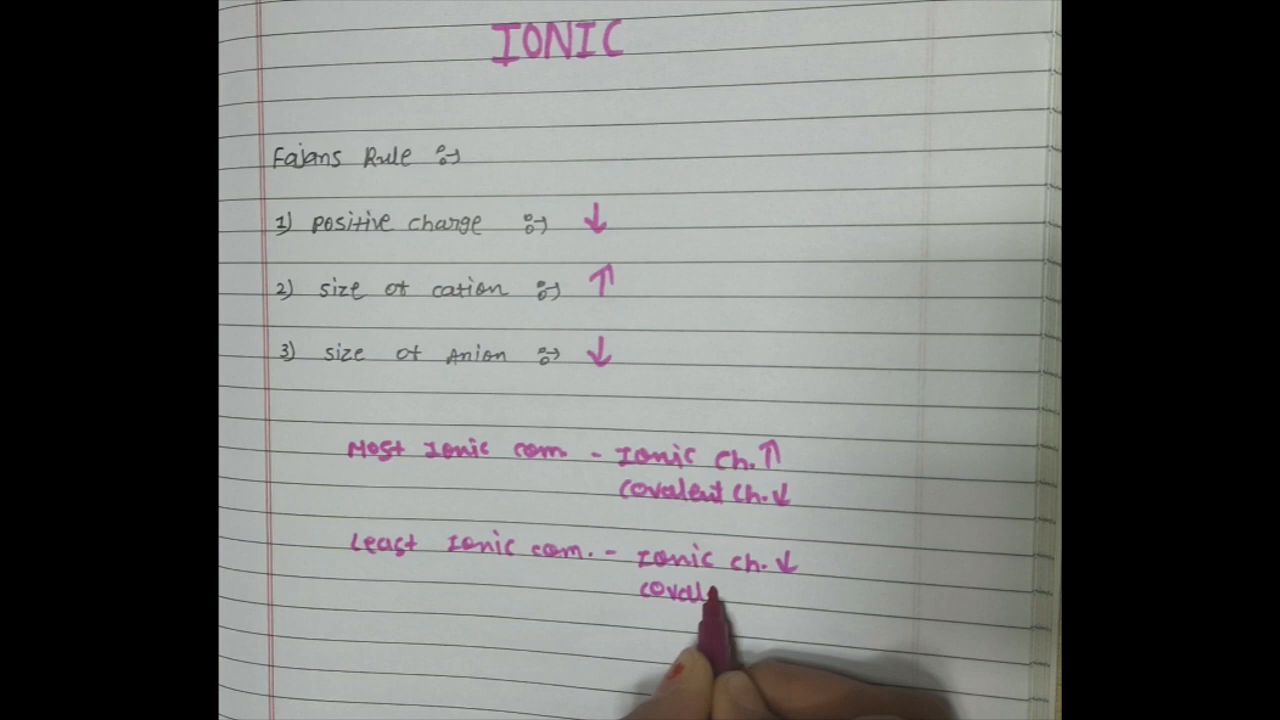 IONIC
Fajans Rule :-)
1) positive charge :-) ↓
2) size of cation :-) ↑
3) size of Anion :-) ↓
Most Ionic com. - Ionic Ch. ↑
Covalent Ch. ↓
Least Ionic com. - Ionic ch. ↓
Coval